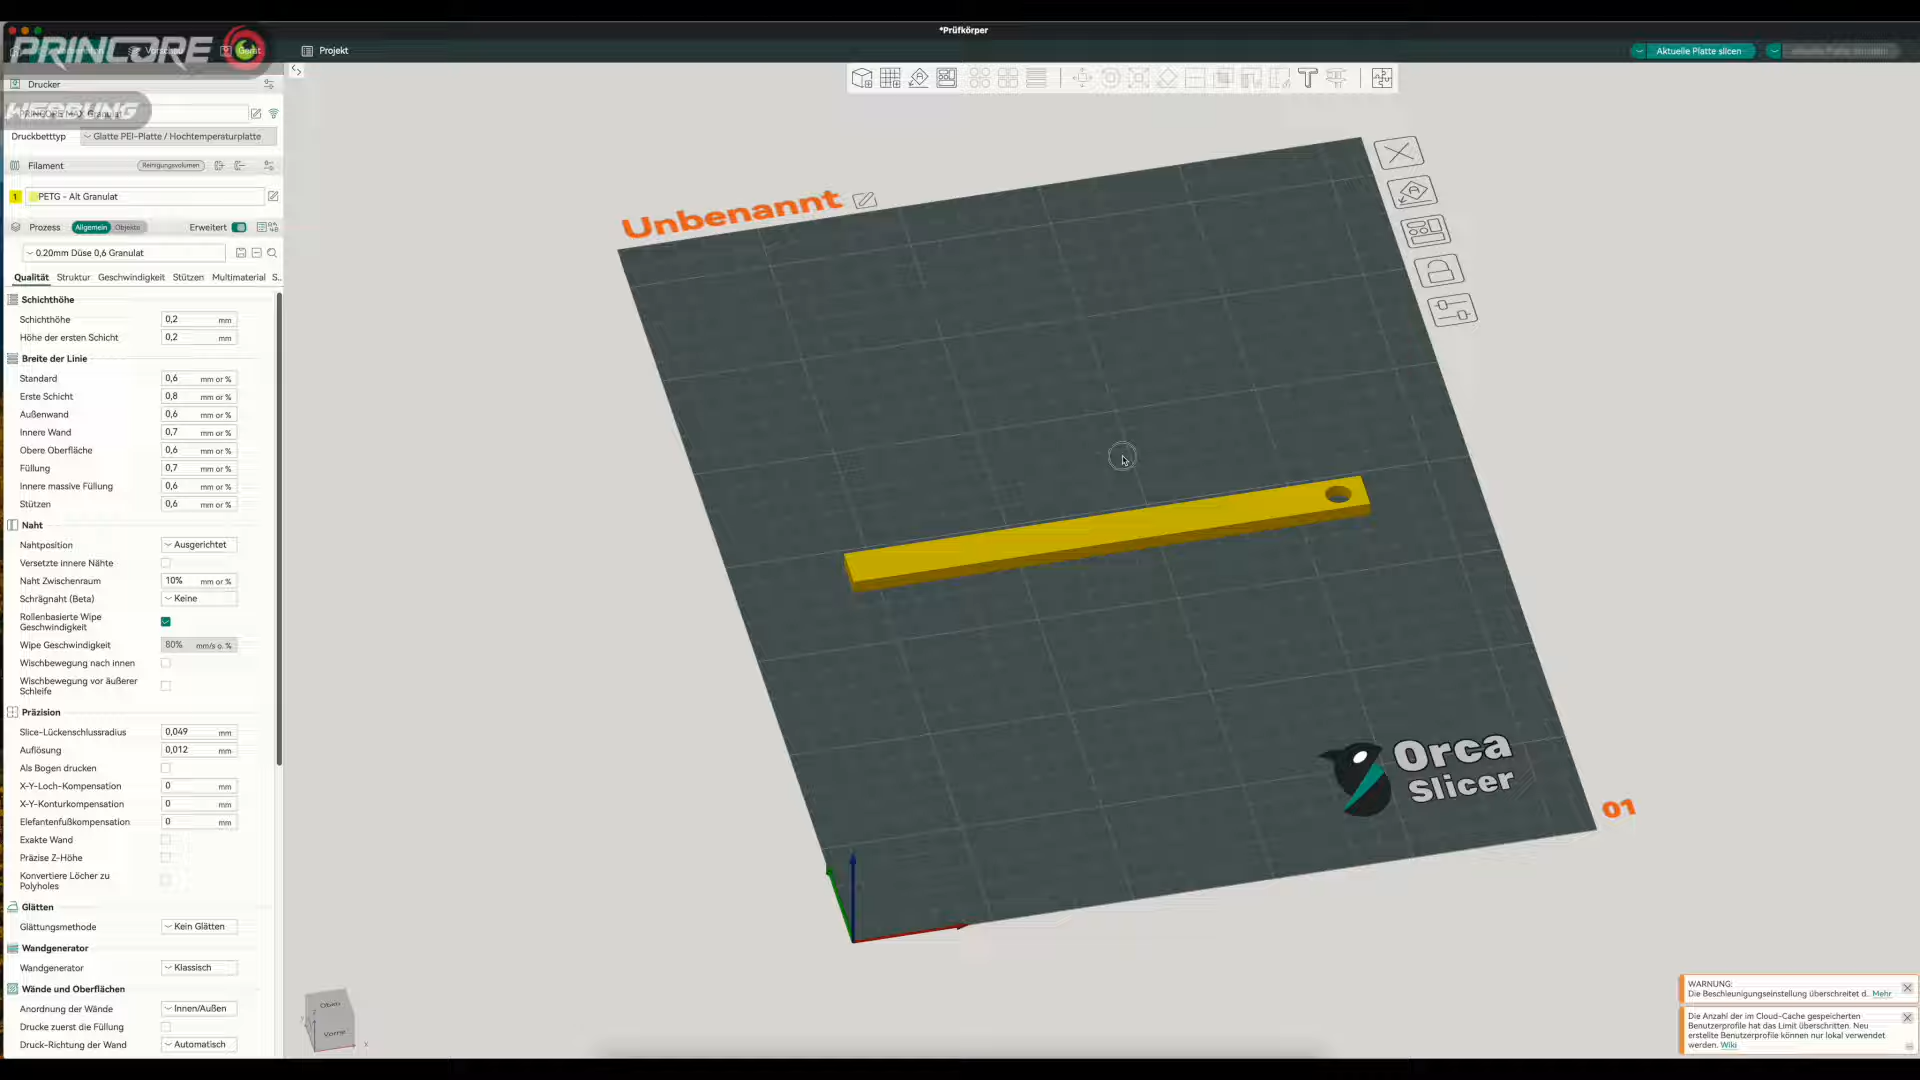 *Prüfkörper
PRINCORE
Vorschau
Gerät
Projekt
Aktuelle Platte slicen
Drucker
WERBUNG
PRINCORE MAX Granulat
Druckbetttyp
Glatte PEI-Platte / Hochtemperaturplatte
Filament
Reinigungsvolumen
1
PETG - Alt Granulat
Prozess
Allgemein
Objekte
Erweitert
0.20mm Düse 0,6 Granulat
Qualität Struktur Geschwindigkeit Stützen Multimaterial S..
Schichthöhe
Schichthöhe 0,2 mm
Höhe der ersten Schicht 0,2 mm
Breite der Linie
Standard 0,6 mm or %
Erste Schicht 0,8 mm or %
Außenwand 0,6 mm or %
Innere Wand 0,7 mm or %
Obere Oberfläche 0,6 mm or %
Füllung 0,7 mm or %
Innere massive Füllung 0,6 mm or %
Stützen 0,6 mm or %
Naht
Nahtposition Ausgerichtet
Versetzte innere Nähte
Naht Zwischenraum 10% mm or %
Schrägnaht (Beta) Keine
Rollenbasierte Wipe
Geschwindigkeit
Wipe Geschwindigkeit 80% mm/s o. %
Wischbewegung nach innen
Wischbewegung vor äußerer
Schleife
Präzision
Slice-Lückenschlussradius 0,049 mm
Auflösung 0,012 mm
Als Bogen drucken
X-Y-Loch-Kompensation 0 mm
X-Y-Konturkompensation 0 mm
Elefantenfußkompensation 0 mm
Exakte Wand
Präzise Z-Höhe
Konvertiere Löcher zu
Polyholes
Glätten
Glättungsmethode Kein Glätten
Wandgenerator
Wandgenerator Klassisch
Wände und Oberflächen
Anordnung der Wände Innen/Außen
Drucke zuerst die Füllung
Druck-Richtung der Wand Automatisch
Unbenannt
Orca
Slicer
01
Oben
Vorne
z
y
x
WARNUNG:
Die Beschleunigungseinstellung überschreitet d.. Mehr
Die Anzahl der im Cloud-Cache gespeicherten
Benutzerprofile hat das Limit überschritten. Neu
erstellte Benutzerprofile können nur lokal verwendet
werden. Wiki